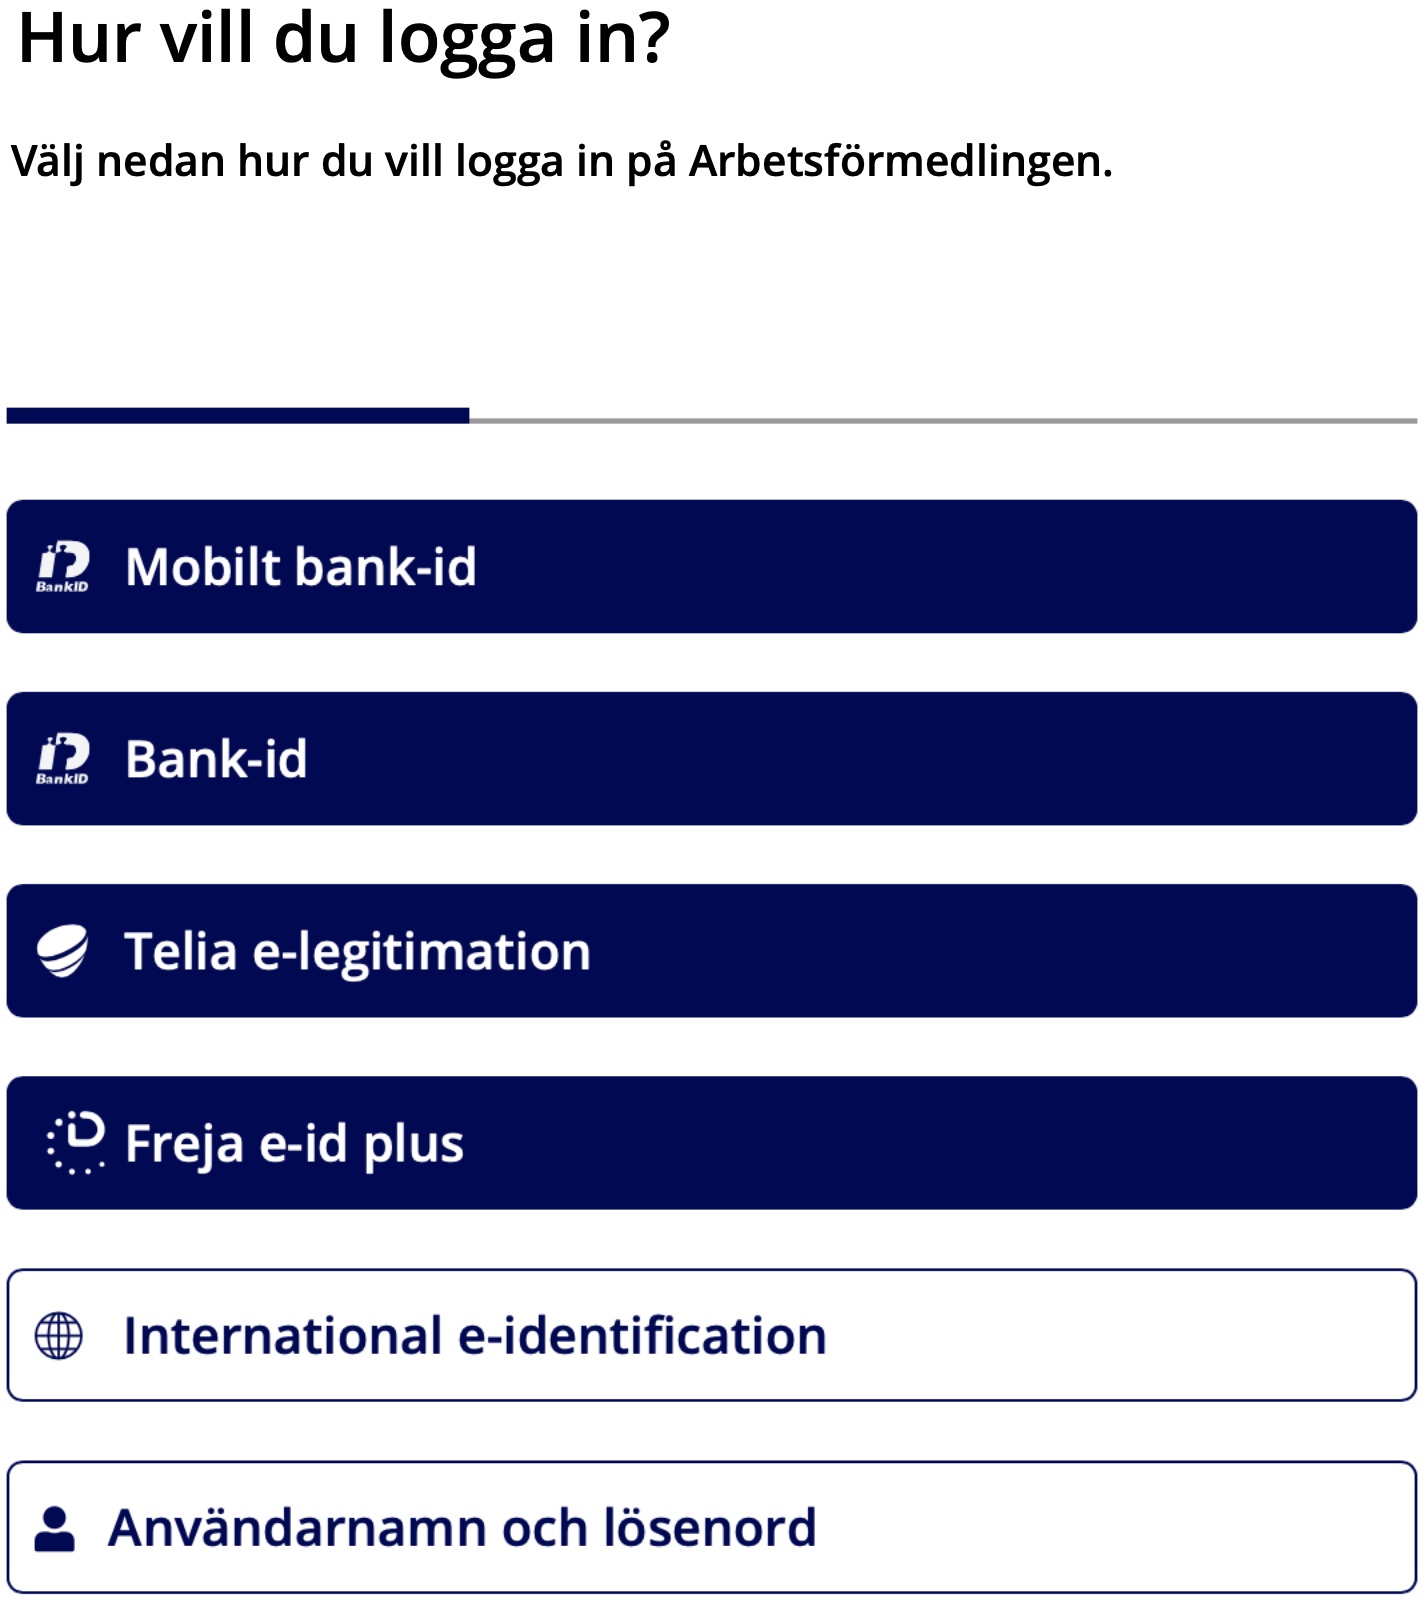 Hur vill du logga in?
Välj nedan hur du vill logga in på Arbetsförmedlingen.
BankID Mobilt bank-id
BankID Bank-id
Telia e-legitimation
Freja e-id plus
International e-identification
Användarnamn och lösenord